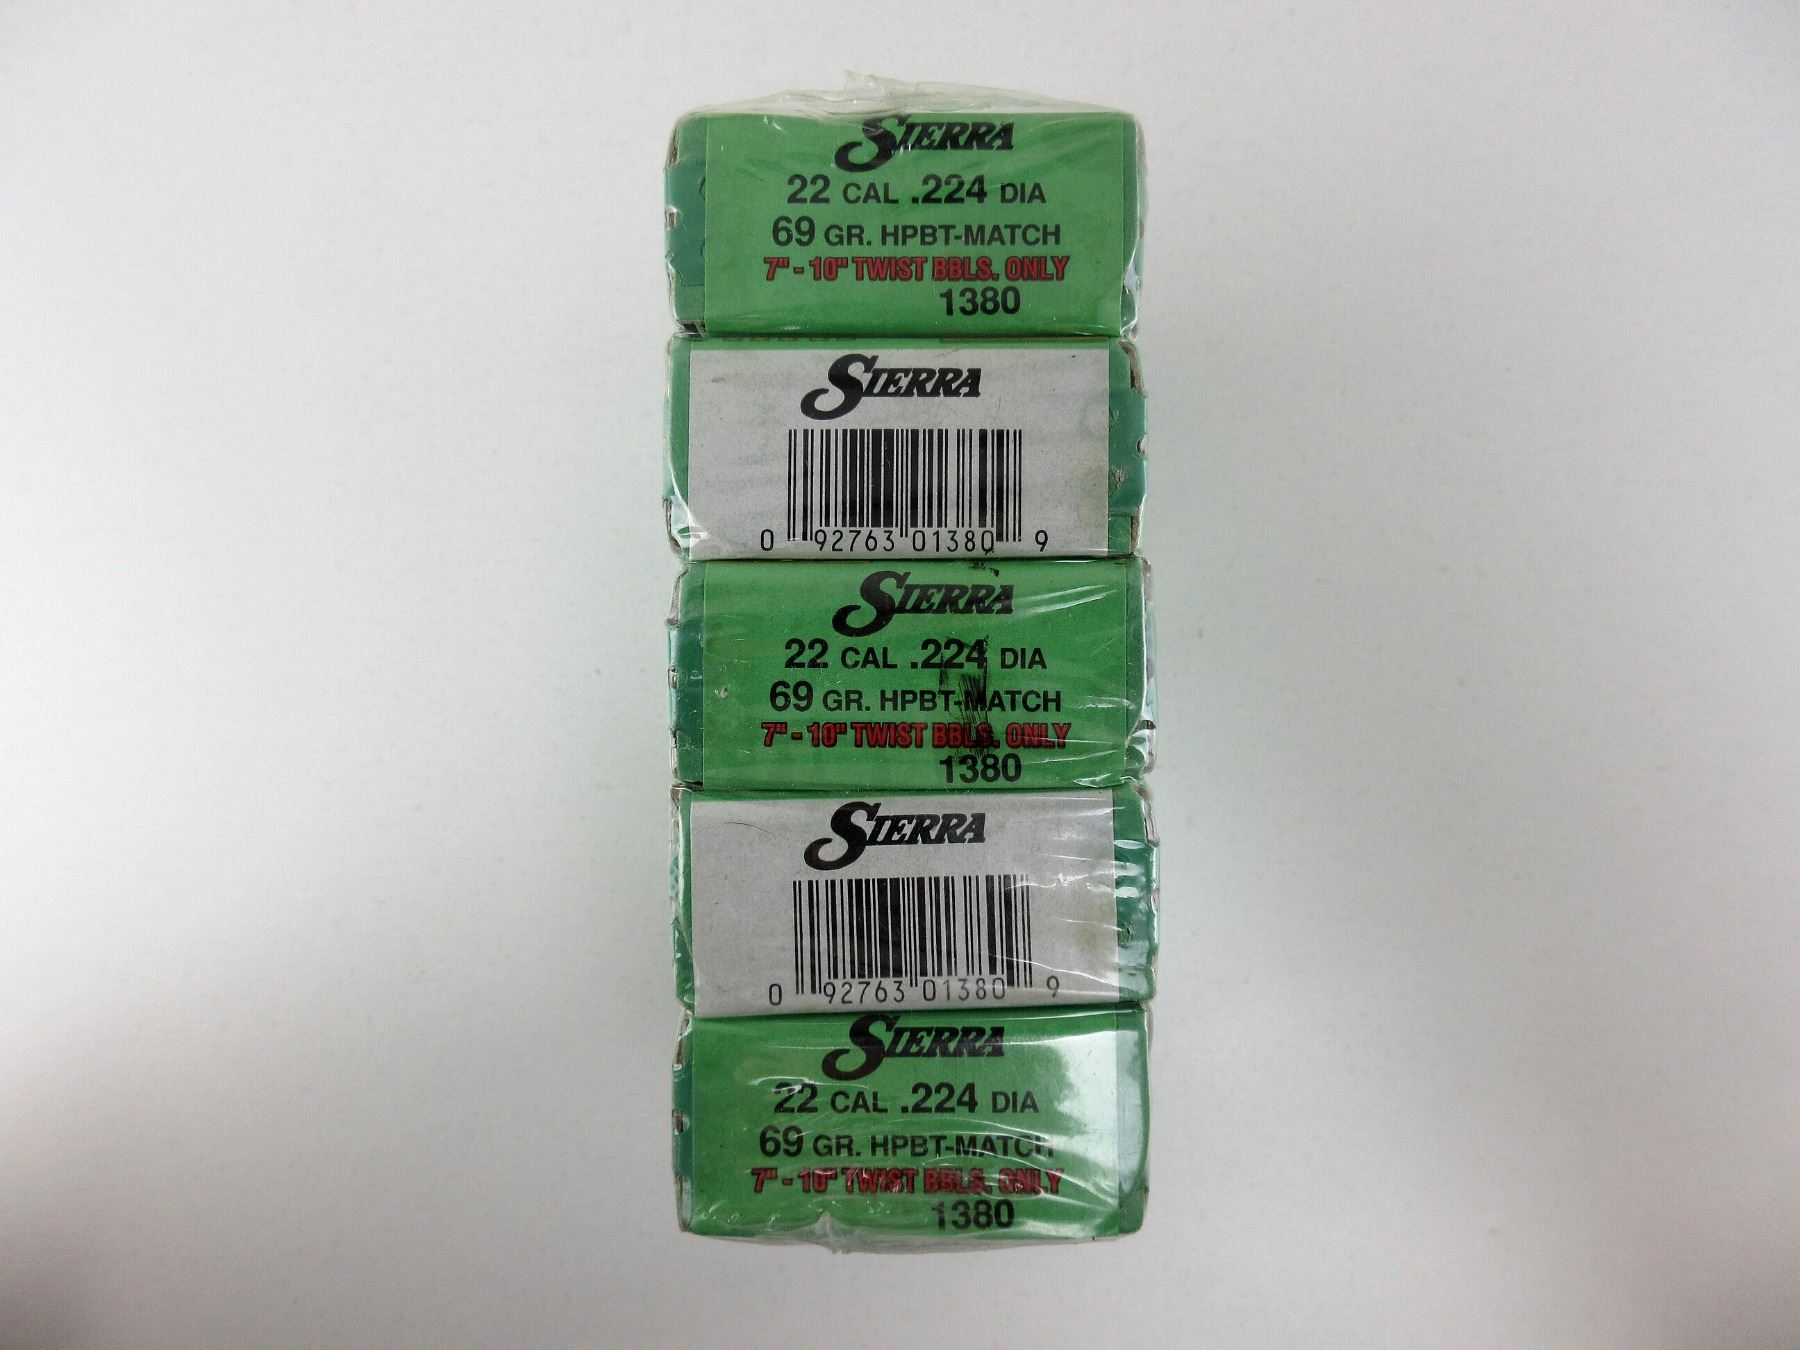 SIERRA
22 CAL .224 DIA
69 GR. HPBT-MATCH
7" - 10" TWIST BBLS. ONLY
1380
SIERRA
0 92763 01380 9
SIERRA
22 CAL .224 DIA
69 GR. HPBT-MATCH
7" - 10" TWIST BBLS. ONLY
1380
SIERRA
0 92763 01380 9
SIERRA
22 CAL .224 DIA
69 GR. HPBT-MATCH
7" - 10" TWIST BBLS. ONLY
1380